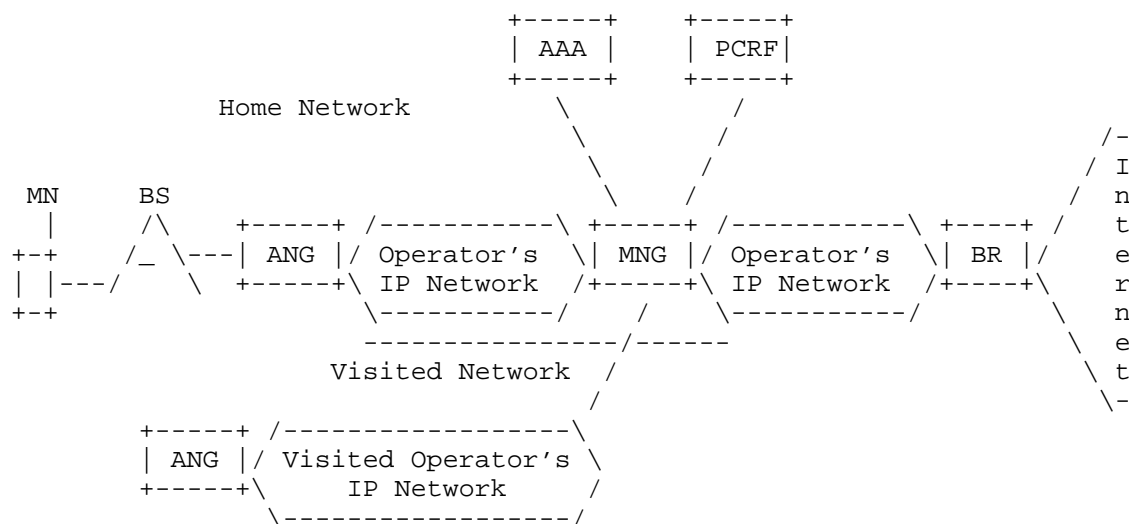 AAA PCRF
Home Network
MN BS
ANG Operator's IP Network MNG Operator's IP Network BR
Internet
Visited Network
ANG Visited Operator's
IP Network